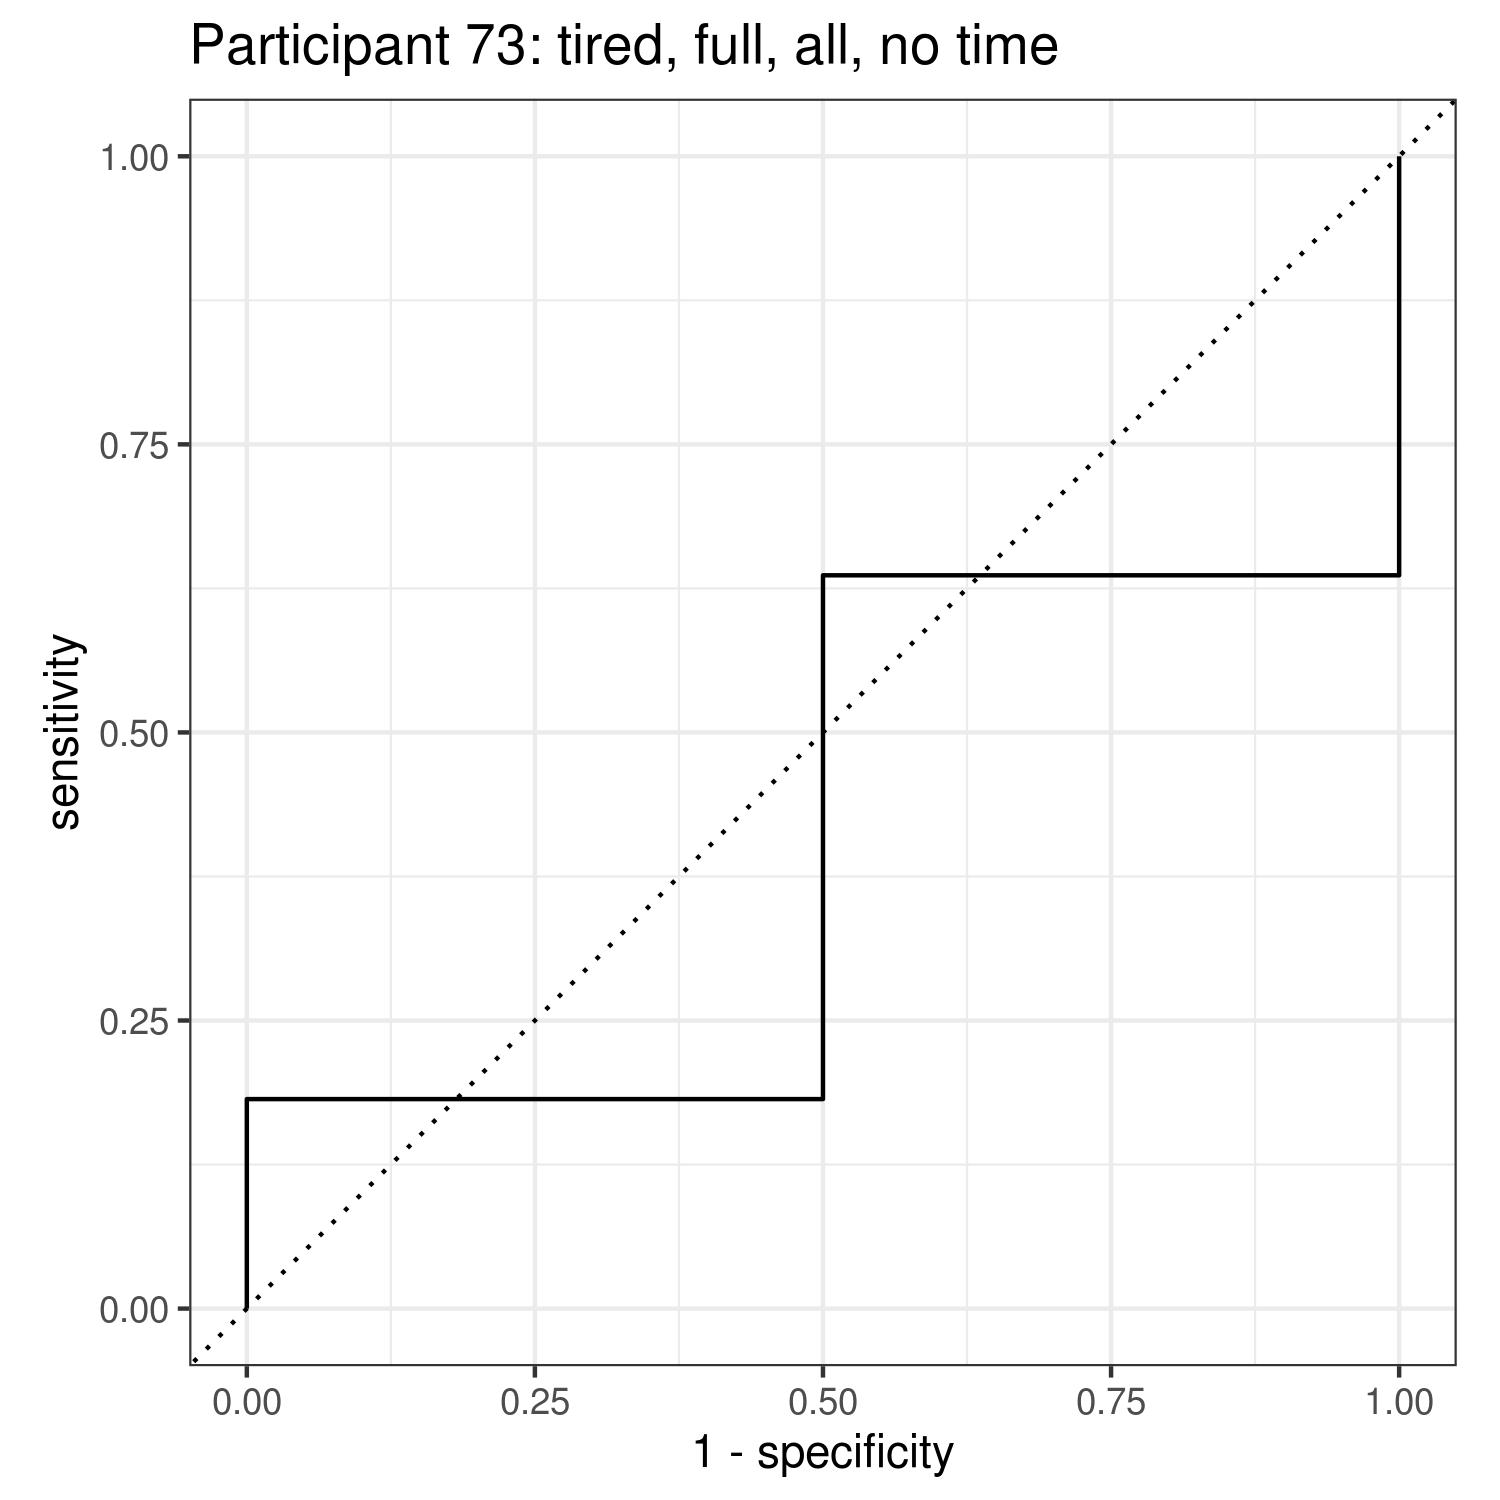 Participant 73: tired, full, all, no time
1.00
0.75
0.50
0.25
0.00
sensitivity
0.00 0.25 0.50 0.75 1.00
1 - specificity